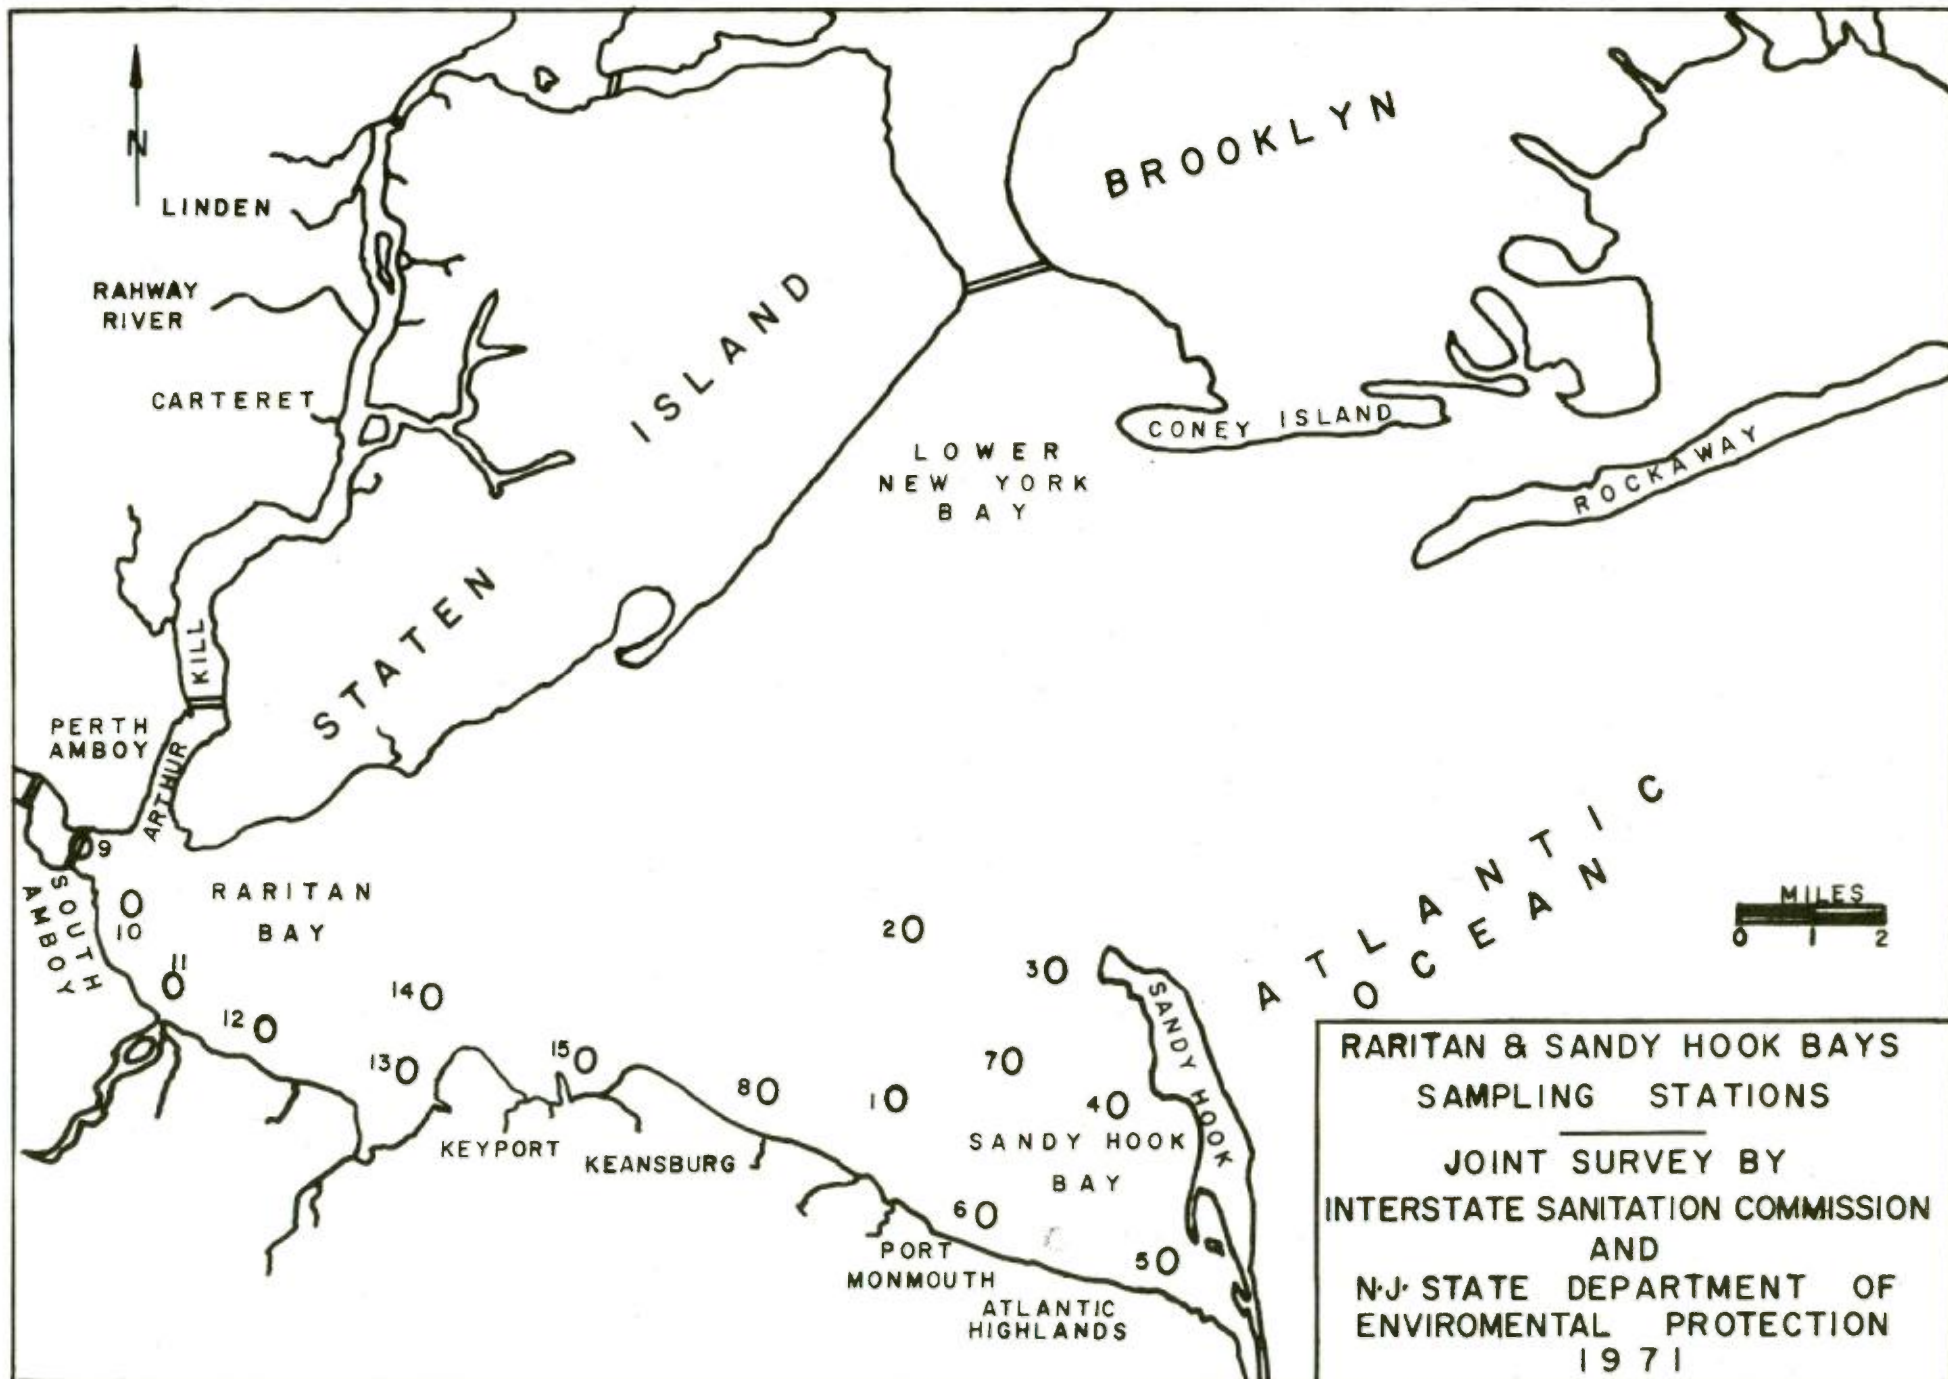 N
BROOKLYN
LINDEN
RAHWAY
RIVER
CARTERET
STATEN ISLAND
CONEY ISLAND
LOWER
NEW YORK
BAY
ROCKAWAY
ARTHUR KILL
PERTH
AMBOY
9
SOUTH
AMBOY
10
RARITAN
BAY
11
12
14
13
15
2
3
7
8
1
4
ATLANTIC
OCEAN
MILES
0 1 2
SANDY HOOK
KEYPORT
KEANSBURG
SANDY HOOK
BAY
6
5
PORT
MONMOUTH
ATLANTIC
HIGHLANDS
RARITAN & SANDY HOOK BAYS
SAMPLING STATIONS
JOINT SURVEY BY
INTERSTATE SANITATION COMMISSION
AND
N.J. STATE DEPARTMENT OF
ENVIROMENTAL PROTECTION
1971